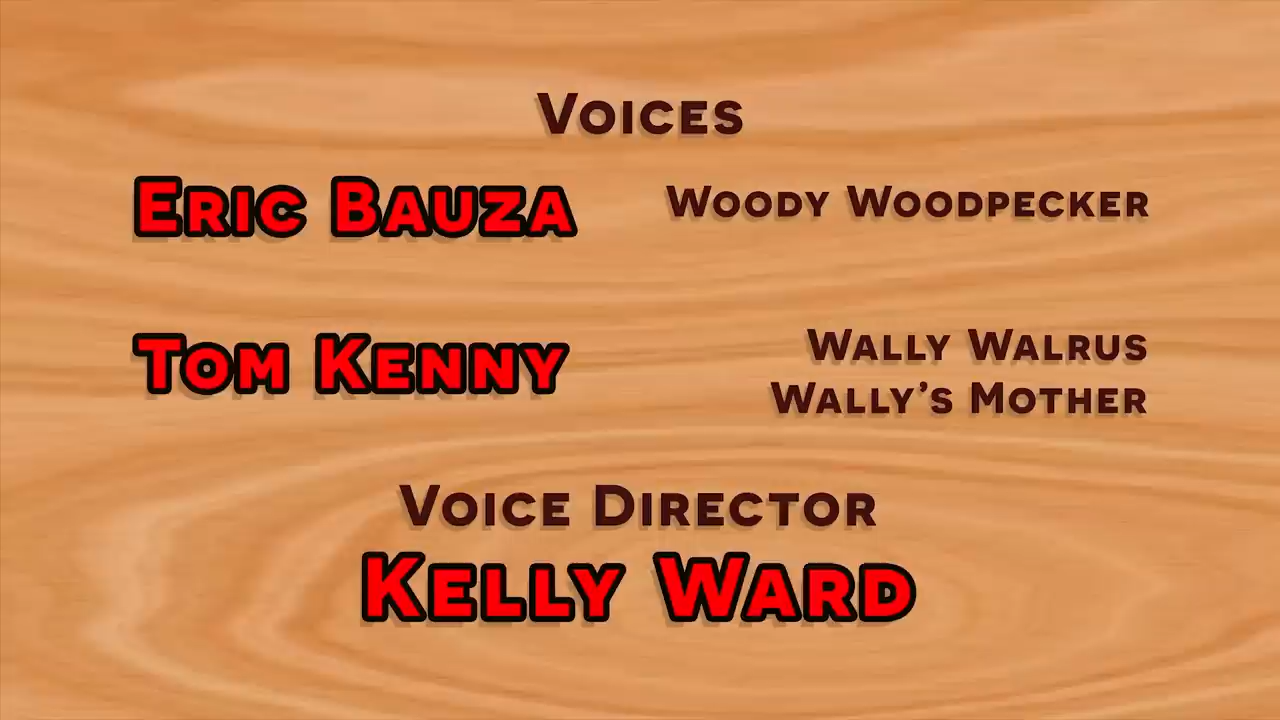 Voices
Eric Bauza Woody Woodpecker
Tom Kenny Wally Walrus
Wally's Mother
Voice Director
Kelly Ward